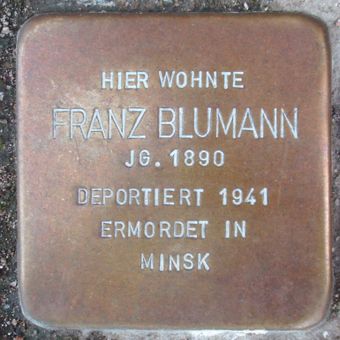 HIER WOHNTE
FRANZ BLUMANN
JG. 1890
DEPORTIERT 1941
ERMORDET IN
MINSK